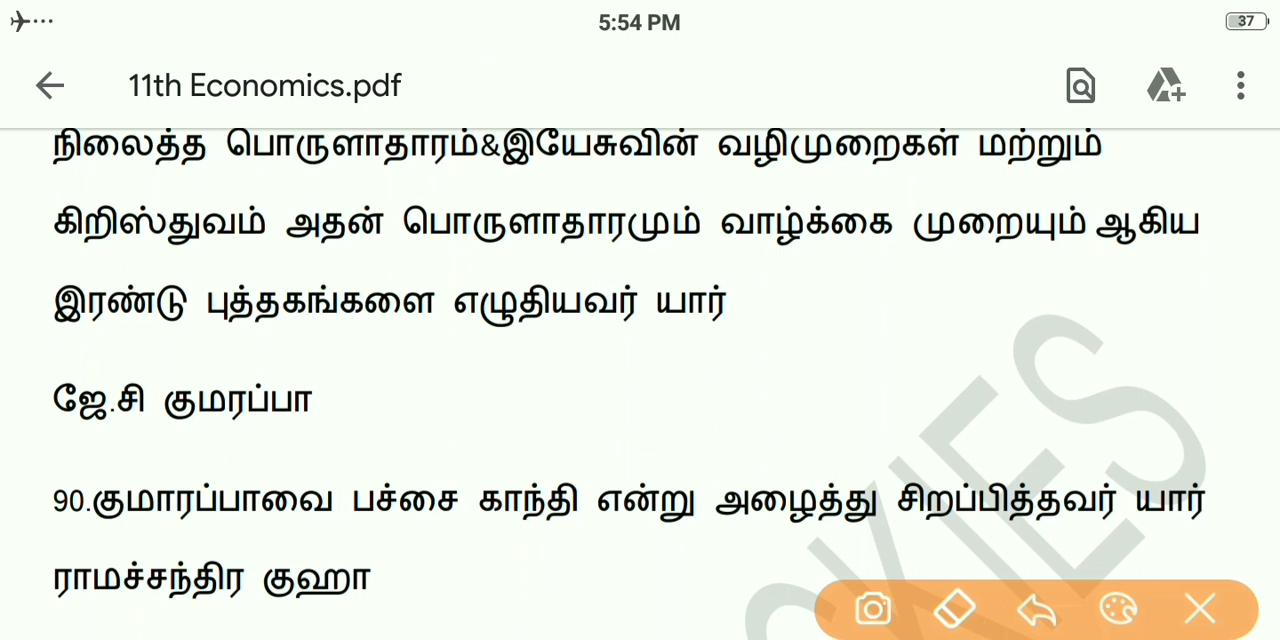 5:54 PM
37
11th Economics.pdf
நிலைத்த பொருளாதாரம்&இயேசுவின் வழிமுறைகள் மற்றும்
கிறிஸ்துவம் அதன் பொருளாதாரமும் வாழ்க்கை முறையும் ஆகிய
இரண்டு புத்தகங்களை எழுதியவர் யார்
ஜே.சி குமரப்பா
90.குமாரப்பாவை பச்சை காந்தி என்று அழைத்து சிறப்பித்தவர் யார்
ராமச்சந்திர குஹா